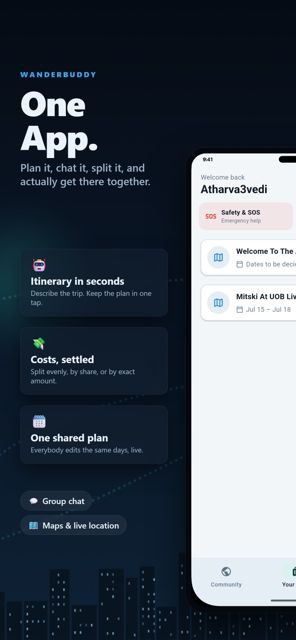 WANDERBUDDY
One
App.
Plan it, chat it, split it, and
actually get there together.
Itinerary in seconds
Describe the trip. Keep the plan in one
tap.
Costs, settled
Split evenly, by share, or by exact
amount.
One shared plan
Everybody edits the same days, live.
Group chat
Maps & live location
9:41
Welcome back
Atharva3vedi
SOS
Safety & SOS
Emergency help
Welcome To The
Dates to be deci
Mitski At UOB Liv
Jul 15 – Jul 18
Community
Your